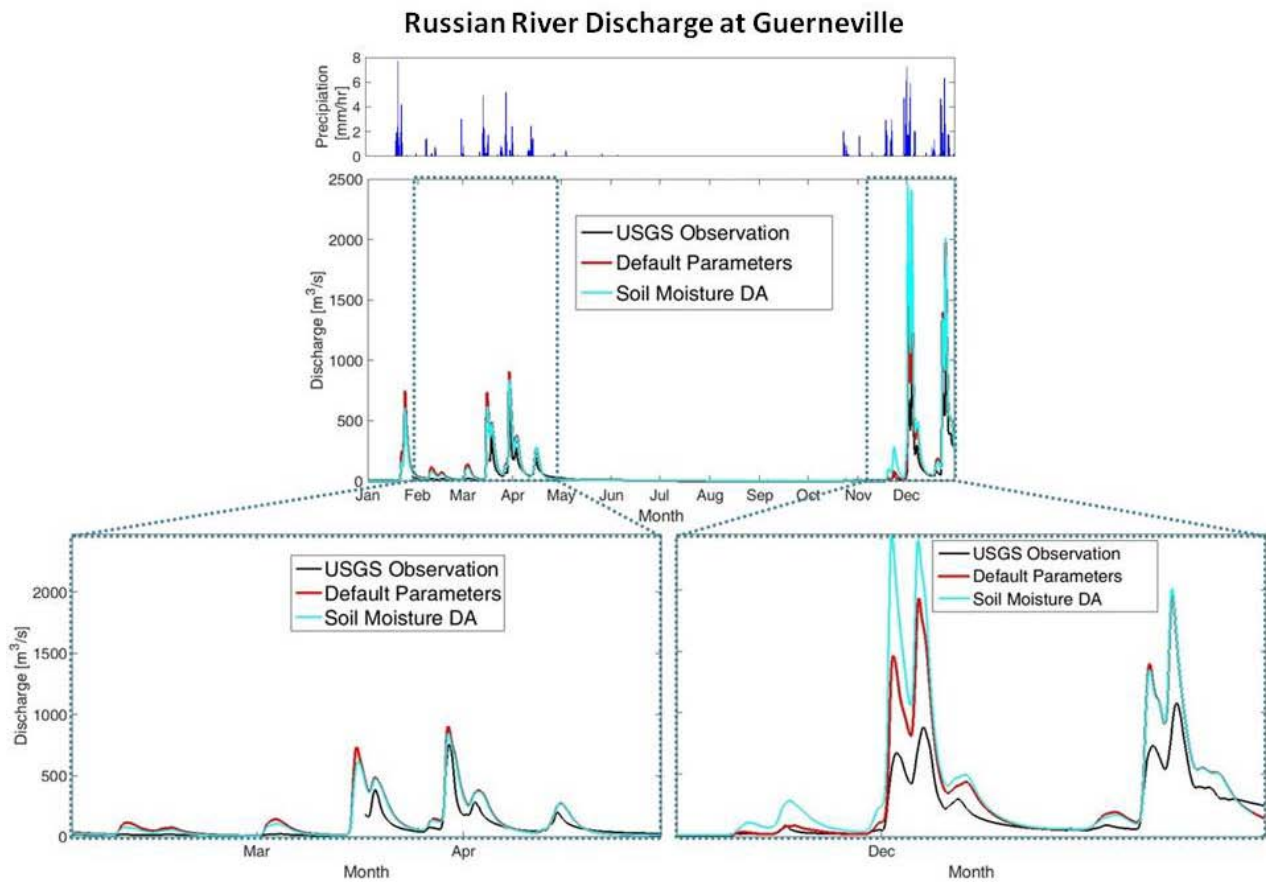 Russian River Discharge at Guerneville
Precipiation
[mm/hr]
8
6
4
2
0
Discharge [m³/s]
2500
2000
1500
1000
500
0
USGS Observation
Default Parameters
Soil Moisture DA
Jan Feb Mar Apr May Jun Jul Aug Sep Oct Nov Dec
Month
Discharge [m³/s]
2000
1500
1000
500
0
USGS Observation
Default Parameters
Soil Moisture DA
Mar Apr
Month
USGS Observation
Default Parameters
Soil Moisture DA
Dec
Month